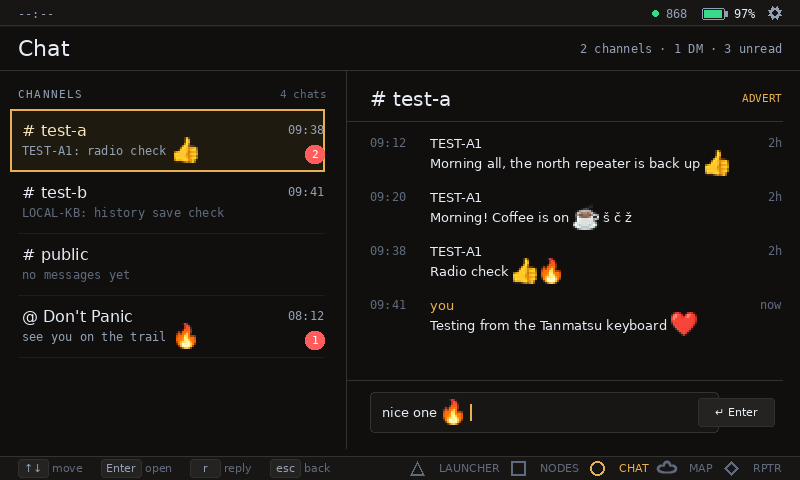 --:--
868
97%
Chat
2 channels · 1 DM · 3 unread
CHANNELS
4 chats
# test-a
09:38
TEST-A1: radio check 👍
2
# test-b
09:41
LOCAL-KB: history save check
# public
no messages yet
@ Don't Panic
08:12
see you on the trail 🔥
1
# test-a
ADVERT
09:12
TEST-A1
2h
Morning all, the north repeater is back up 👍
09:20
TEST-A1
2h
Morning! Coffee is on ☕ š č ž
09:38
TEST-A1
2h
Radio check 👍🔥
09:41
you
now
Testing from the Tanmatsu keyboard ❤️
nice one 🔥
↵ Enter
↑↓ move
Enter open
r reply
esc back
LAUNCHER
NODES
CHAT
MAP
RPTR